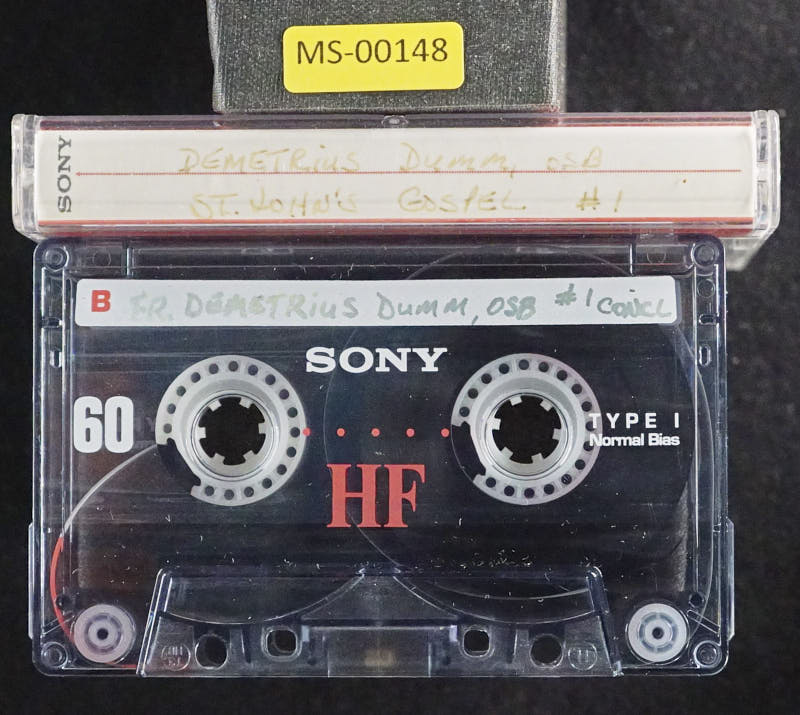 MS-00148
SONY
DEMETRIUS DUMM, OSB
ST. JOHN'S GOSPEL #1
B FR. DEMETRIUS DUMM, OSB #1 CONCL
SONY
60
TYPE I
Normal Bias
HF